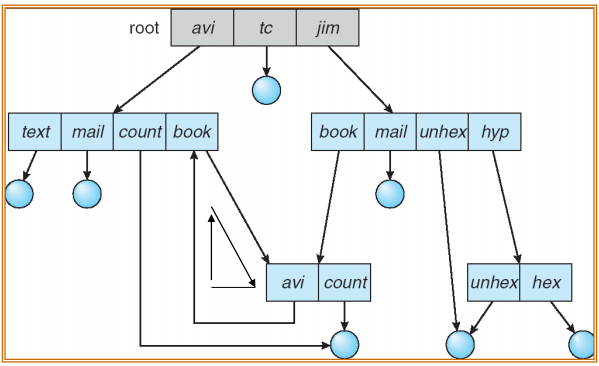 root avi tc jim
text mail count book
book mail unhex hyp
avi count
unhex hex